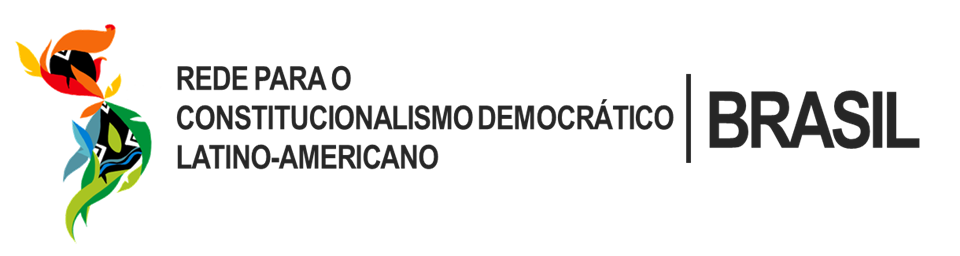 REDE PARA O
CONSTITUCIONALISMO DEMOCRÁTICO
LATINO-AMERICANO
BRASIL